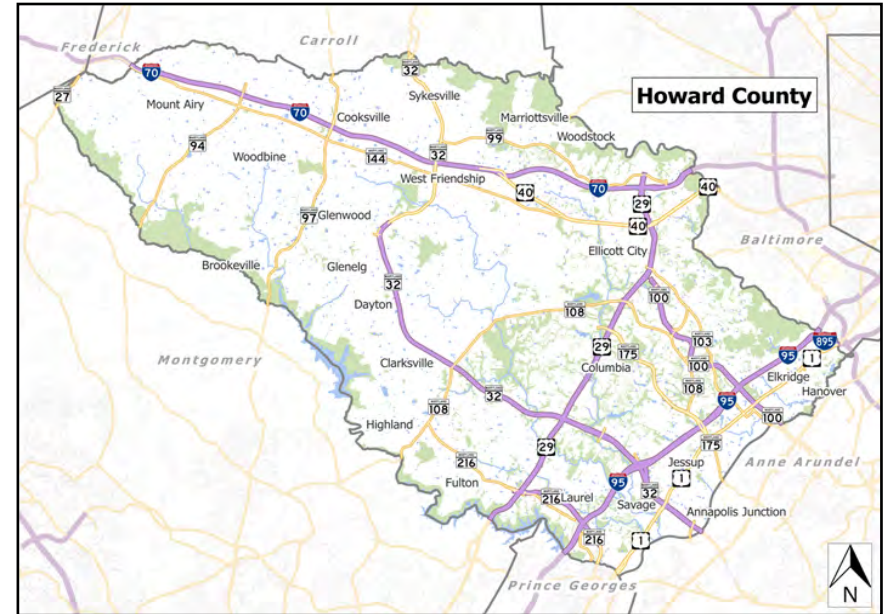 Frederick
Carroll
70
32
27
Mount Airy
70
Sykesville
Howard County
Cooksville
Marriottsville
94
99
Woodstock
Woodbine
144
32
West Friendship
40
70
40
29
97
Glenwood
40
Baltimore
Ellicott City
Brookeville
Glenelg
32
100
Dayton
108
103
895
Montgomery
29
175
95
1
Clarksville
Columbia
100
Elkridge
32
108
Hanover
108
95
100
Highland
29
175
216
Jessup
Anne Arundel
Fulton
95
1
216
Laurel
32
Savage
Annapolis Junction
216
1
Prince Georges
N